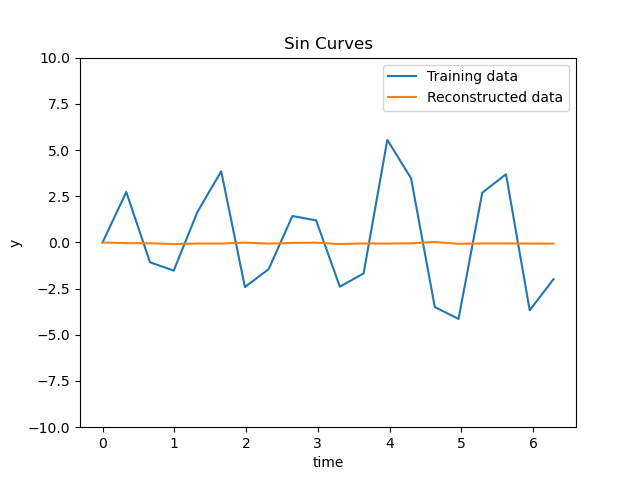 Sin Curves
10.0
7.5
5.0
2.5
0.0
−2.5
−5.0
−7.5
−10.0
y
Training data
Reconstructed data
0 1 2 3 4 5 6
time